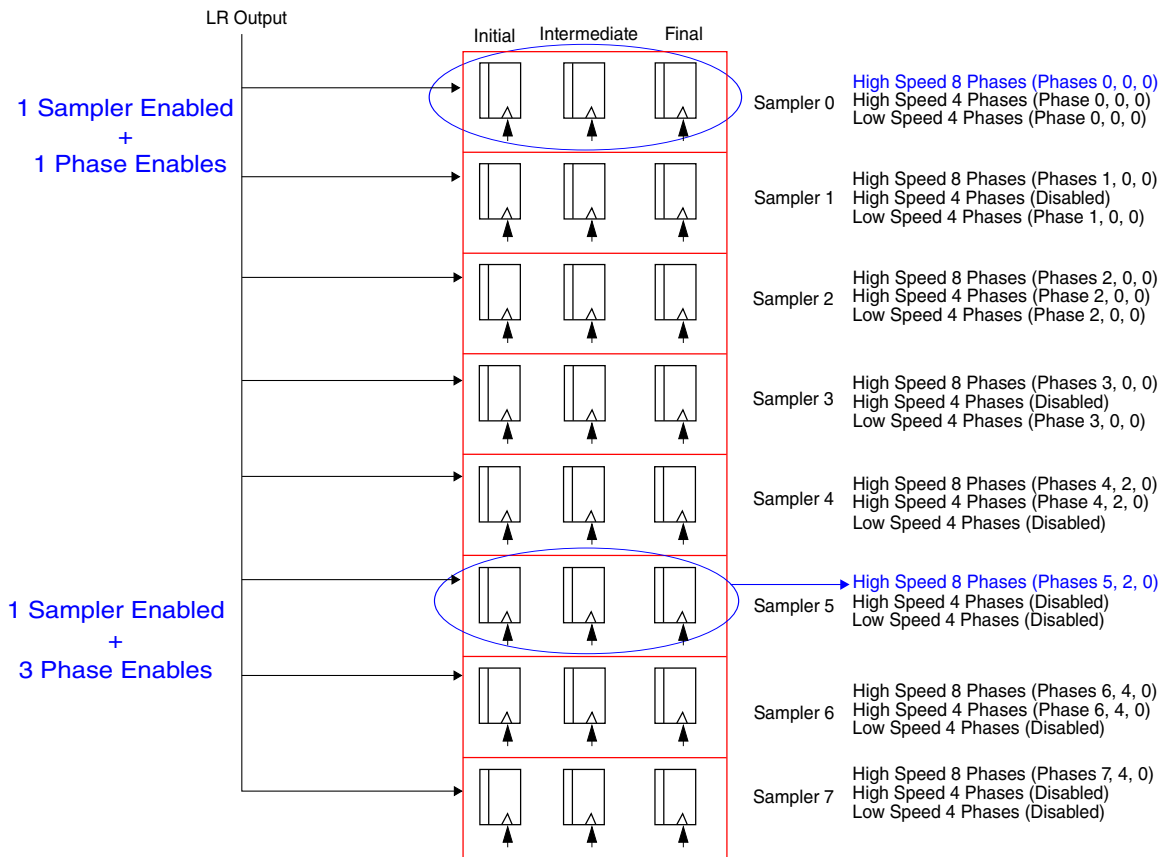 LR Output
Initial Intermediate Final
1 Sampler Enabled
+
1 Phase Enables
Sampler 0
High Speed 8 Phases (Phases 0, 0, 0)
High Speed 4 Phases (Phase 0, 0, 0)
Low Speed 4 Phases (Phase 0, 0, 0)
Sampler 1
High Speed 8 Phases (Phases 1, 0, 0)
High Speed 4 Phases (Disabled)
Low Speed 4 Phases (Phase 1, 0, 0)
Sampler 2
High Speed 8 Phases (Phases 2, 0, 0)
High Speed 4 Phases (Phase 2, 0, 0)
Low Speed 4 Phases (Phase 2, 0, 0)
Sampler 3
High Speed 8 Phases (Phases 3, 0, 0)
High Speed 4 Phases (Disabled)
Low Speed 4 Phases (Phase 3, 0, 0)
Sampler 4
High Speed 8 Phases (Phases 4, 2, 0)
High Speed 4 Phases (Phase 4, 2, 0)
Low Speed 4 Phases (Disabled)
1 Sampler Enabled
+
3 Phase Enables
Sampler 5
High Speed 8 Phases (Phases 5, 2, 0)
High Speed 4 Phases (Disabled)
Low Speed 4 Phases (Disabled)
Sampler 6
High Speed 8 Phases (Phases 6, 4, 0)
High Speed 4 Phases (Phase 6, 4, 0)
Low Speed 4 Phases (Disabled)
Sampler 7
High Speed 8 Phases (Phases 7, 4, 0)
High Speed 4 Phases (Disabled)
Low Speed 4 Phases (Disabled)